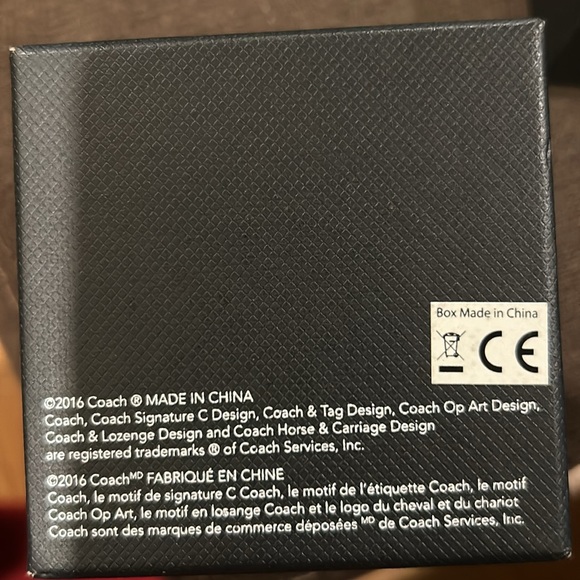 Box Made in China
CE
©2016 Coach ® MADE IN CHINA
Coach, Coach Signature C Design, Coach & Tag Design, Coach Op Art Design,
Coach & Lozenge Design and Coach Horse & Carriage Design
are registered trademarks ® of Coach Services, Inc.
©2016 Coachᴹᴰ FABRIQUÉ EN CHINE
Coach, le motif de signature C Coach, le motif de l'étiquette Coach, le motif
Coach Op Art, le motif en losange Coach et le logo du cheval et du chariot
Coach sont des marques de commerce déposées ᴹᴰ de Coach Services, Inc.